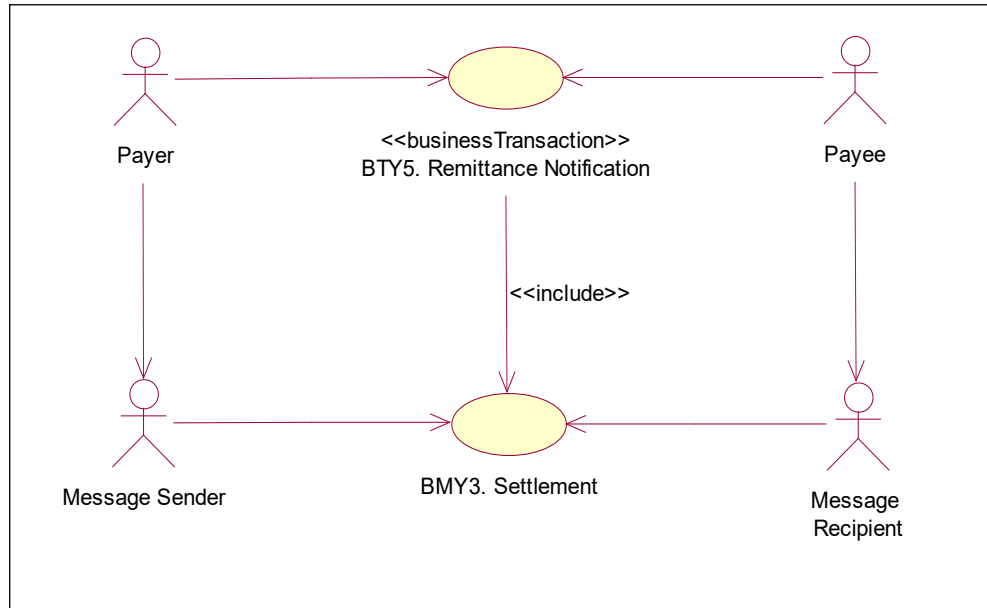 <<businessTransaction>>
Payer
BTY5. Remittance Notification
Payee
<<include>>
Message Sender
BMY3. Settlement
Message
Recipient